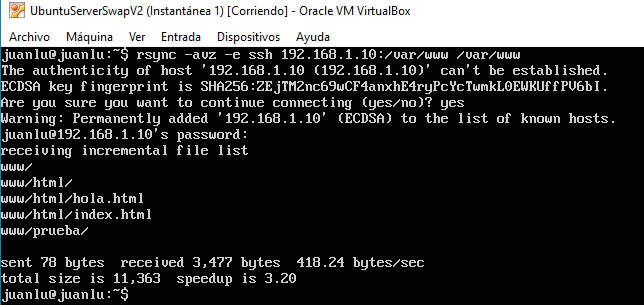 UbuntuServerSwapV2 (Instantánea 1) [Corriendo] - Oracle VM VirtualBox
Archivo Máquina Ver Entrada Dispositivos Ayuda
juanlu@juanlu:~$ rsync -avz -e ssh 192.168.1.10:/var/www /var/www
The authenticity of host '192.168.1.10 (192.168.1.10)' can't be established.
ECDSA key fingerprint is SHA256:ZEjTM2nc69wCF4anxhE4ryPcYcTwmkL0EWKUffPV6bI.
Are you sure you want to continue connecting (yes/no)? yes
Warning: Permanently added '192.168.1.10' (ECDSA) to the list of known hosts.
juanlu@192.168.1.10's password:
receiving incremental file list
www/
www/html/
www/html/hola.html
www/html/index.html
www/prueba/
sent 78 bytes  received 3,477 bytes  418.24 bytes/sec
total size is 11,363  speedup is 3.20
juanlu@juanlu:~$